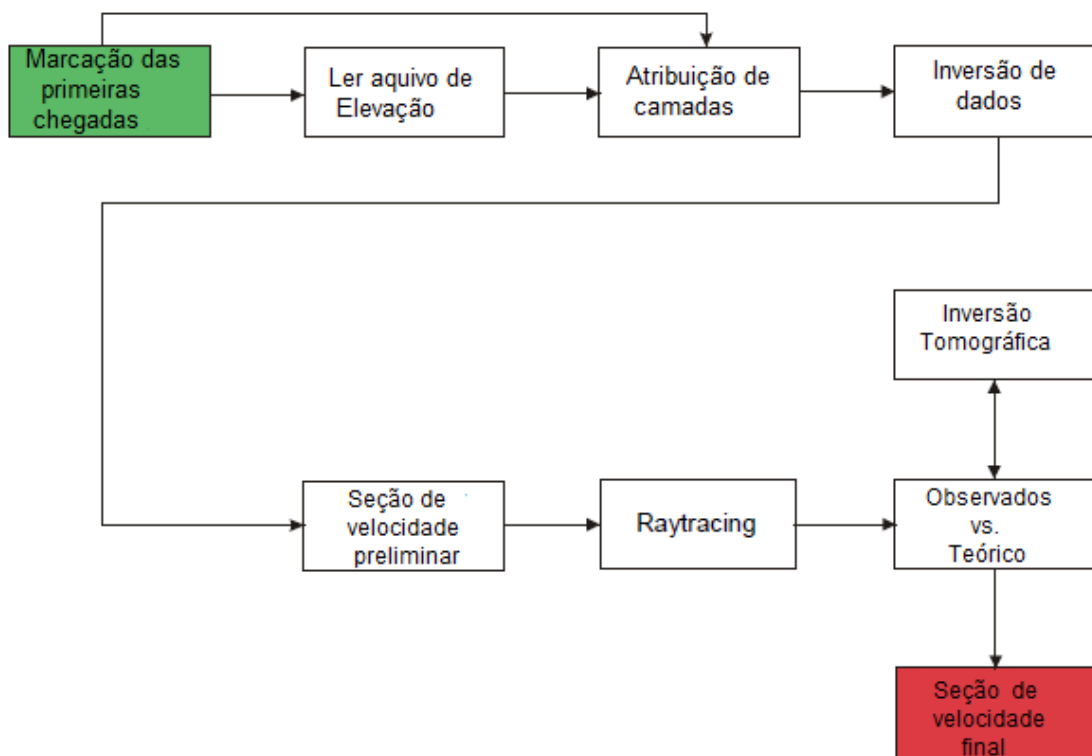 Marcação das
primeiras
chegadas
Ler aquivo de
Elevação
Atribuição de
camadas
Inversão de
dados
Inversão
Tomográfica
Seção de
velocidade
preliminar
Raytracing
Observados
vs.
Teórico
Seção de
velocidade
final